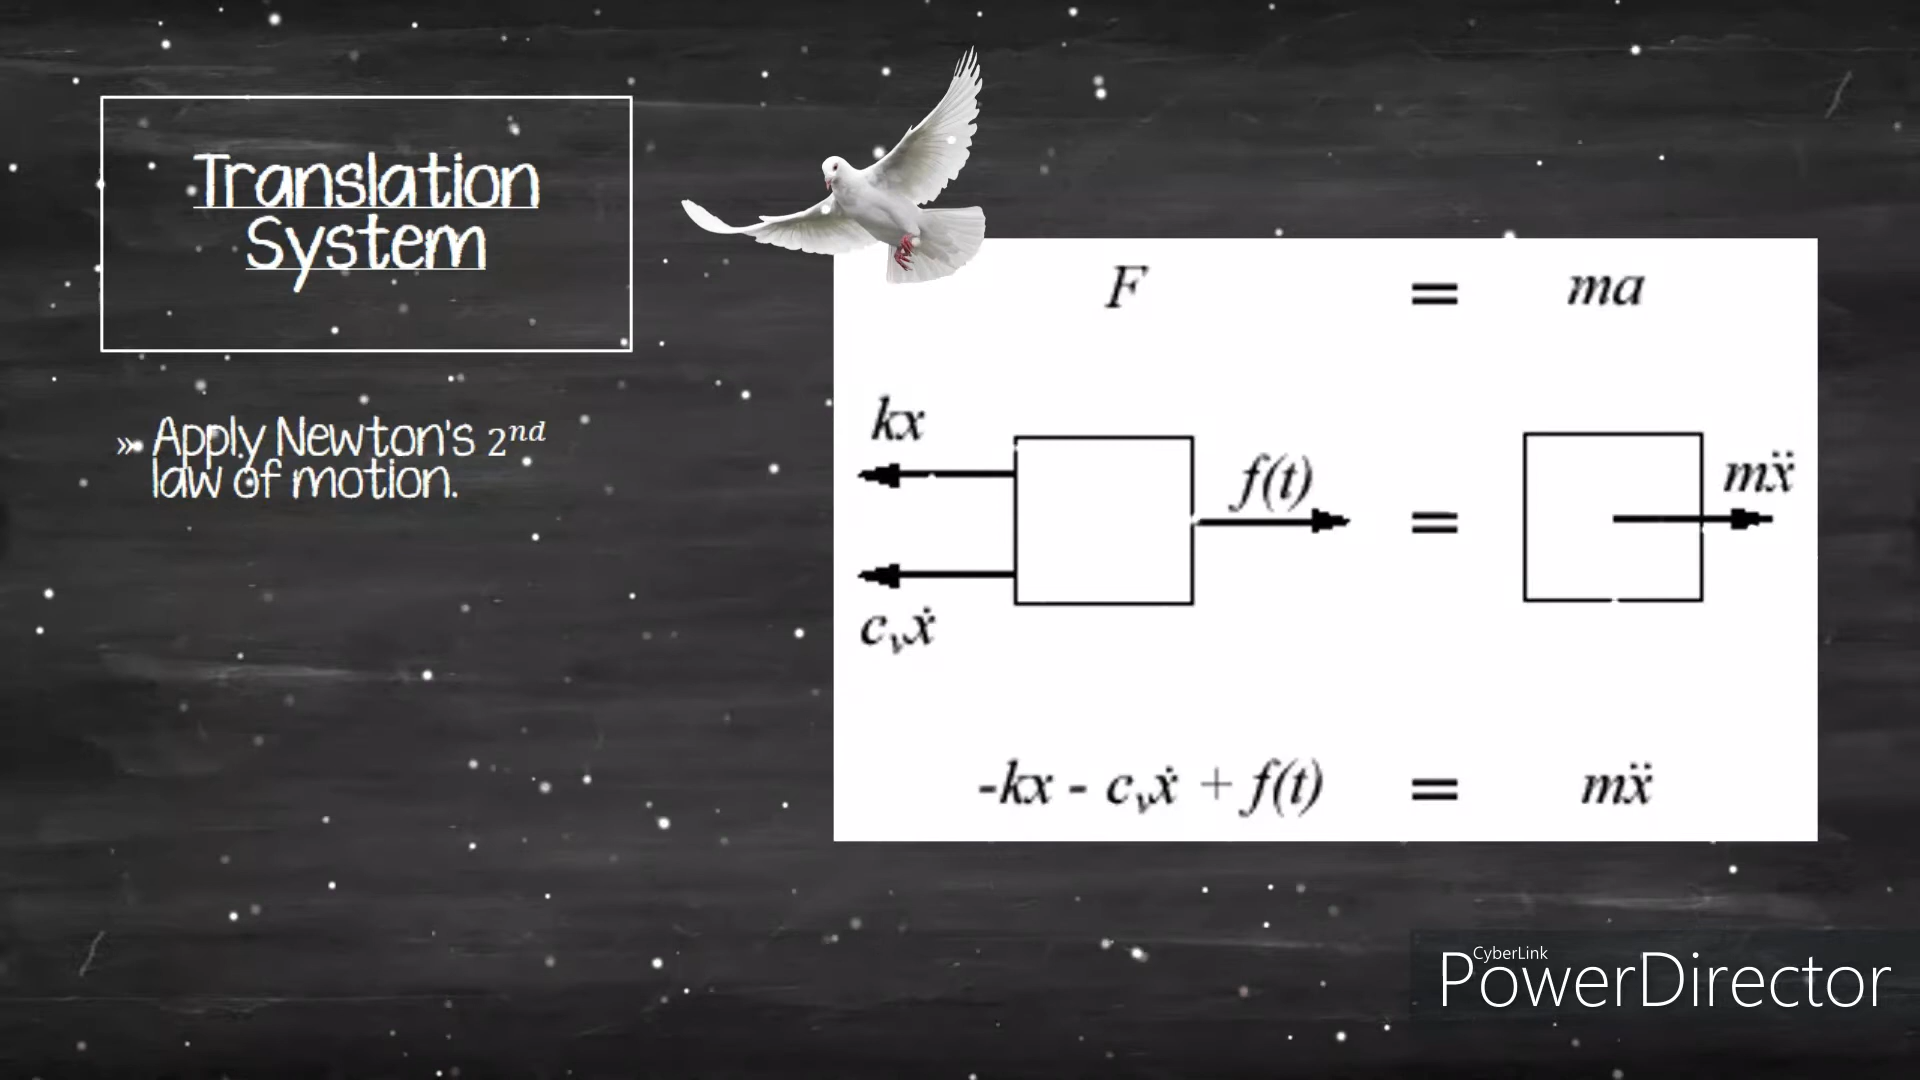 Translation
System
» Apply Newton's 2ⁿᵈ
law of motion.
F = ma
kx
f(t)
=
mẍ
cᵥẋ
-kx - cᵥẋ + f(t) = mẍ
CyberLink
PowerDirector